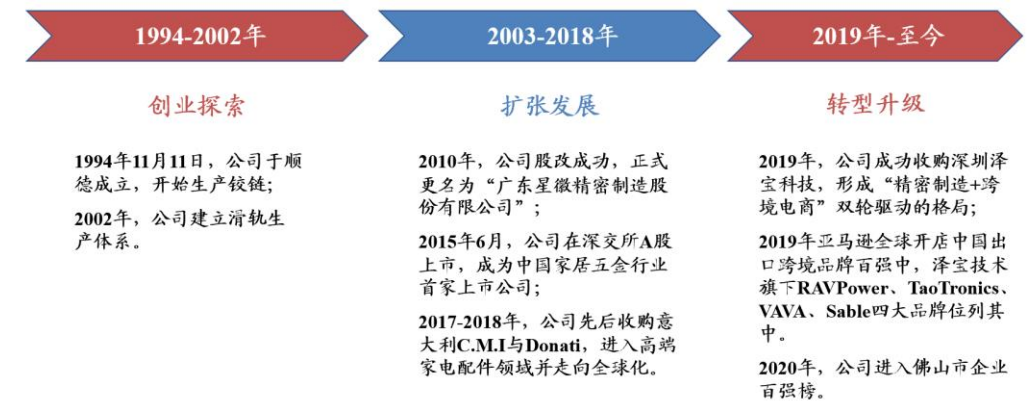 1994-2002年
创业探索
1994年11月11日，公司于顺
德成立，开始生产铰链；
2002年，公司建立滑轨生
产体系。
2003-2018年
扩张发展
2010年，公司股改成功，正式
更名为“广东星徽精密制造股
份有限公司”；
2015年6月，公司在深交所A股
上市，成为中国家居五金行业
首家上市公司；
2017-2018年，公司先后收购意
大利C.M.I与Donati，进入高端
家电配件领域并走向全球化。
2019年-至今
转型升级
2019年，公司成功收购深圳泽
宝科技，形成“精密制造+跨
境电商”双轮驱动的格局；
2019年亚马逊全球开店中国出
口跨境品牌百强中，泽宝技术
旗下RAVPower、TaoTronics、
VAVA、Sable四大品牌位列其
中。
2020年，公司进入佛山市企业
百强榜。